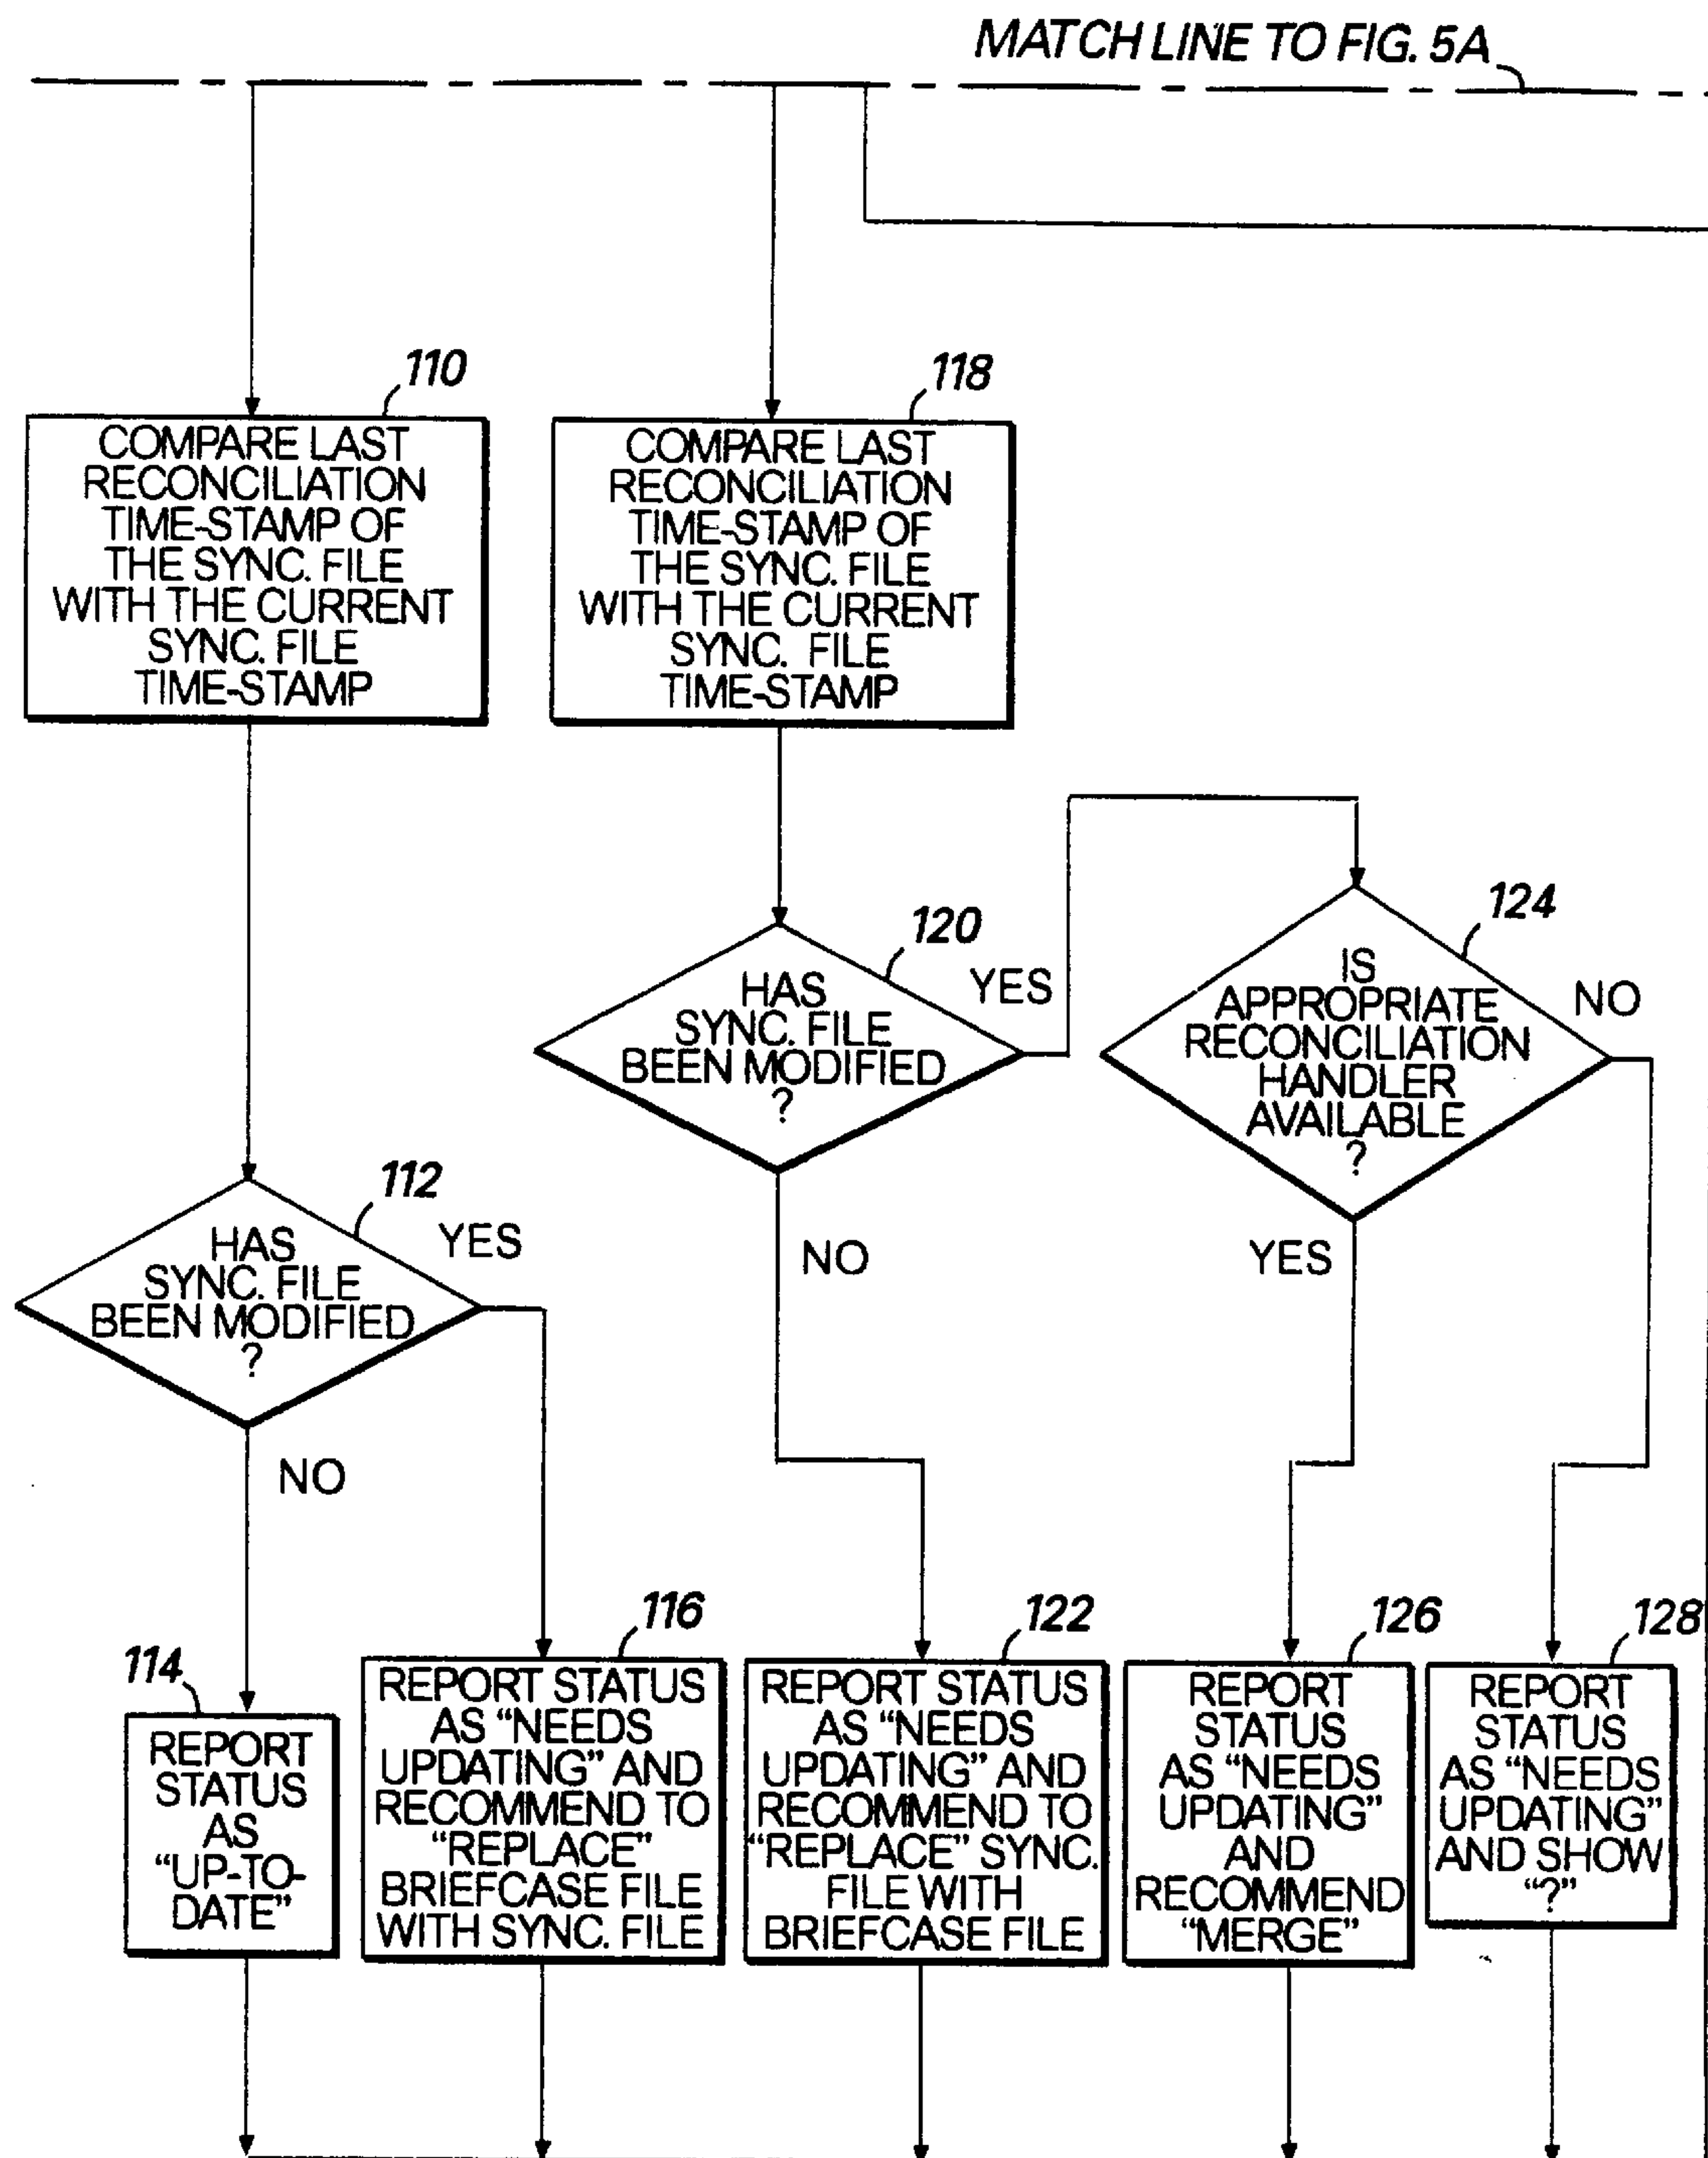 MATCH LINE TO FIG. 5A
110
COMPARE LAST
RECONCILIATION
TIME-STAMP OF
THE SYNC. FILE
WITH THE CURRENT
SYNC. FILE
TIME-STAMP
118
COMPARE LAST
RECONCILIATION
TIME-STAMP OF
THE SYNC. FILE
WITH THE CURRENT
SYNC. FILE
TIME-STAMP
120
HAS
SYNC. FILE
BEEN MODIFIED
?
YES
NO
124
IS
APPROPRIATE
RECONCILIATION
HANDLER
AVAILABLE
?
NO
YES
112
HAS
SYNC. FILE
BEEN MODIFIED
?
YES
NO
114
REPORT
STATUS
AS
“UP-TO-
DATE”
116
REPORT STATUS
AS “NEEDS
UPDATING” AND
RECOMMEND TO
“REPLACE”
BRIEFCASE FILE
WITH SYNC. FILE
122
REPORT STATUS
AS “NEEDS
UPDATING” AND
RECOMMEND TO
“REPLACE” SYNC.
FILE WITH
BRIEFCASE FILE
126
REPORT
STATUS
AS “NEEDS
UPDATING”
AND
RECOMMEND
“MERGE”
128
REPORT
STATUS
AS “NEEDS
UPDATING”
AND SHOW
“?”